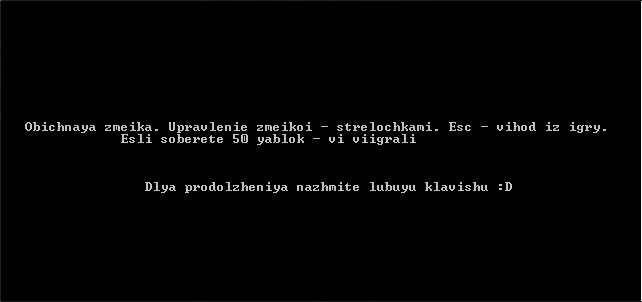 Obichnaya zmeika. Upravlenie zmeikoi - strelochkami. Esc - vihod iz igry.
Esli soberete 50 yablok - vi viigrali
Dlya prodolzheniya nazhmite lubuyu klavishu :D